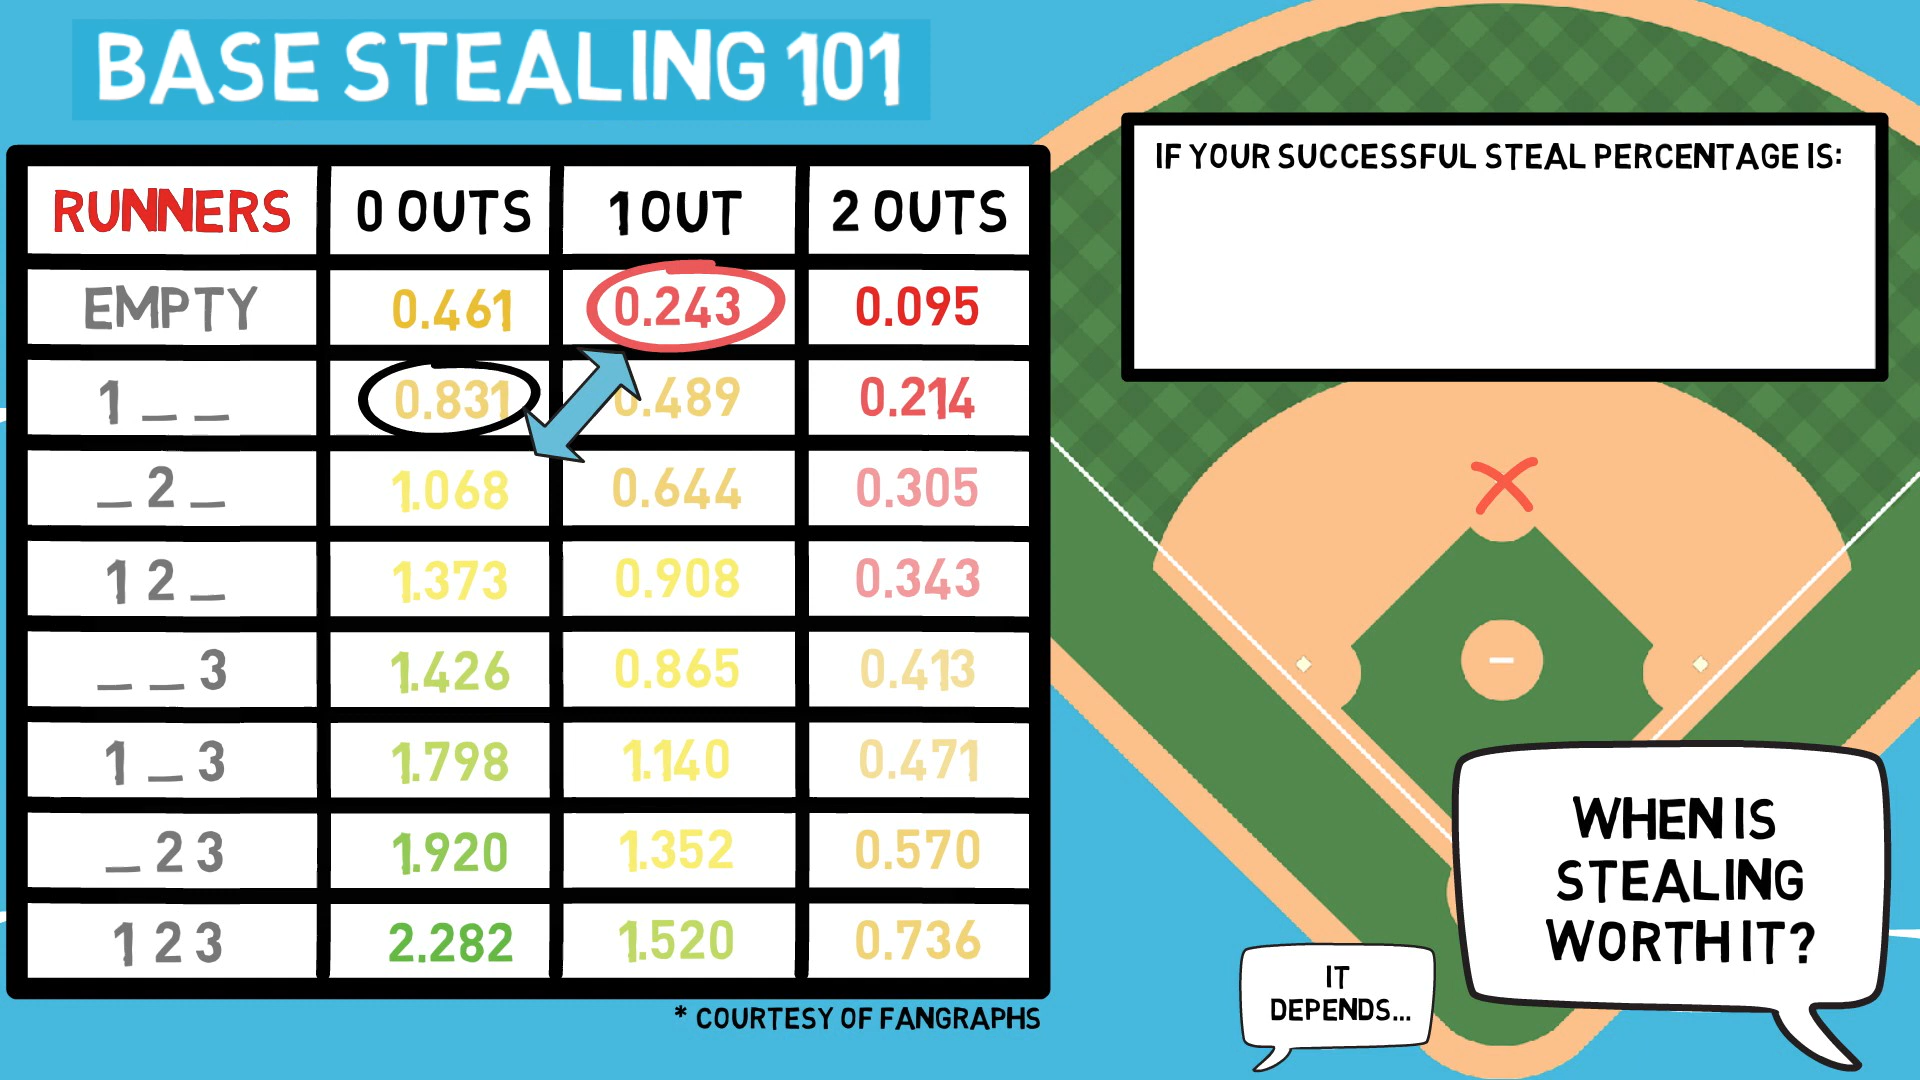 BASE STEALING 101
RUNNERS 0 OUTS 1 OUT 2 OUTS
EMPTY 0.461 0.243 0.095
1 _ _ 0.831 0.489 0.214
_ 2 _ 1.068 0.644 0.305
1 2 _ 1.373 0.908 0.343
_ _ 3 1.426 0.865 0.413
1 _ 3 1.798 1.140 0.471
_ 2 3 1.920 1.352 0.570
1 2 3 2.282 1.520 0.736
* COURTESY OF FANGRAPHS
IF YOUR SUCCESSFUL STEAL PERCENTAGE IS:
WHEN IS
STEALING
WORTH IT?
IT
DEPENDS...